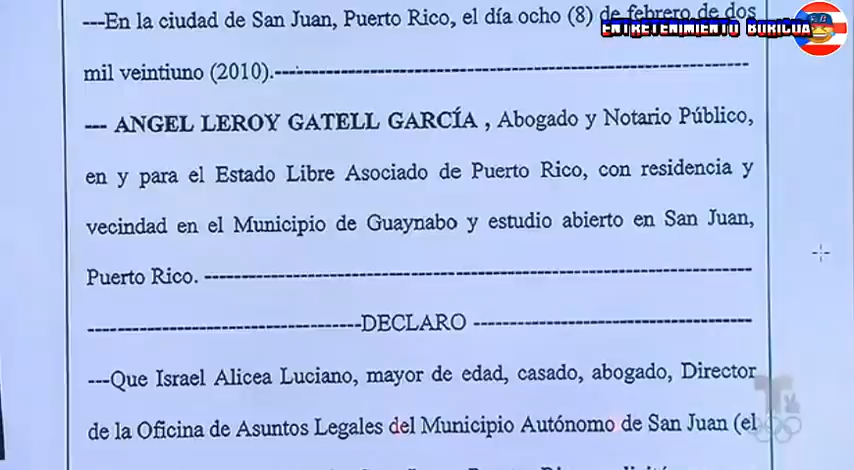 ---En la ciudad de San Juan, Puerto Rico, el día ocho (8) de febrero de dos
ENTRETENIMIENTO BORICUA
mil veintiuno (2010).---------------------------------------------------------------
--- ANGEL LEROY GATELL GARCÍA , Abogado y Notario Público,
en y para el Estado Libre Asociado de Puerto Rico, con residencia y
vecindad en el Municipio de Guaynabo y estudio abierto en San Juan,
Puerto Rico. -------------------------------------------------------------------------
------------------------------------DECLARO -------------------------------------
---Que Israel Alicea Luciano, mayor de edad, casado, abogado, Director
de la Oficina de Asuntos Legales del Municipio Autónomo de San Juan (el